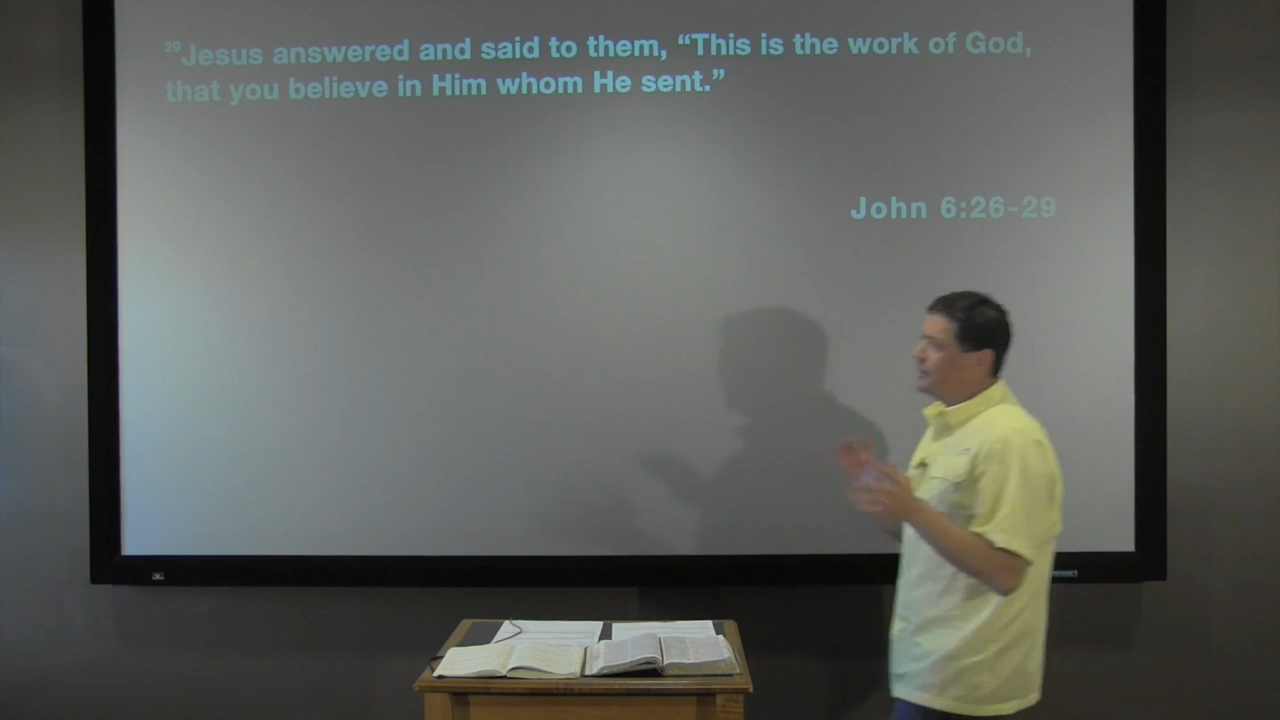 29Jesus answered and said to them, “This is the work of God,
that you believe in Him whom He sent.”
John 6:26-29